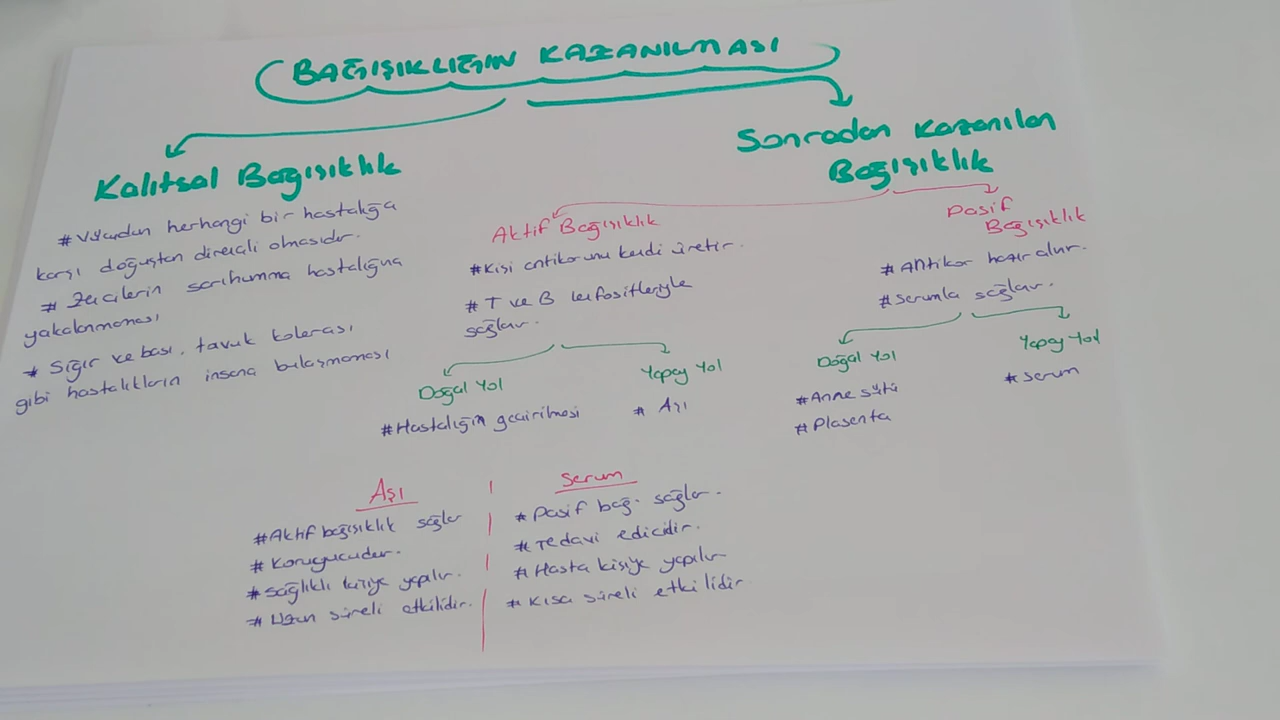 BAĞIŞIKLIĞIN KAZANILMASI
Kalıtsal Bağışıklık
#Vücudun herhangi bir hastalığa
karşı doğuştan dirençli olmasıdır.
# Zencilerin sarıhumma hastalığına
yakalanmaması
# Sığır vebası, tavuk kolerası
gibi hastalıkların insana bulaşmaması
Sonradan Kazanılan
Bağışıklık
Aktif Bağışıklık
#Kişi antikorunu kendi üretir.
# T ve B lenfositleriyle
sağlar.
Doğal Yol
#Hastalığın geçirilmesi
Yapay Yol
# Aşı
Pasif
Bağışıklık
# Antikor hazır alınır.
#Serumla sağlar.
Doğal Yol
#Anne sütü
#Plasenta
Yapay Yol
# Serum
Aşı
#Aktif bağışıklık sağlar
# Koruyucudur.
#Sağlıklı kişiye yapılır.
# Uzun süreli etkilidir.
Serum
# Pasif bağ. sağlar.
# Tedavi edicidir.
# Hasta kişiye yapılır
# Kısa süreli etkilidir